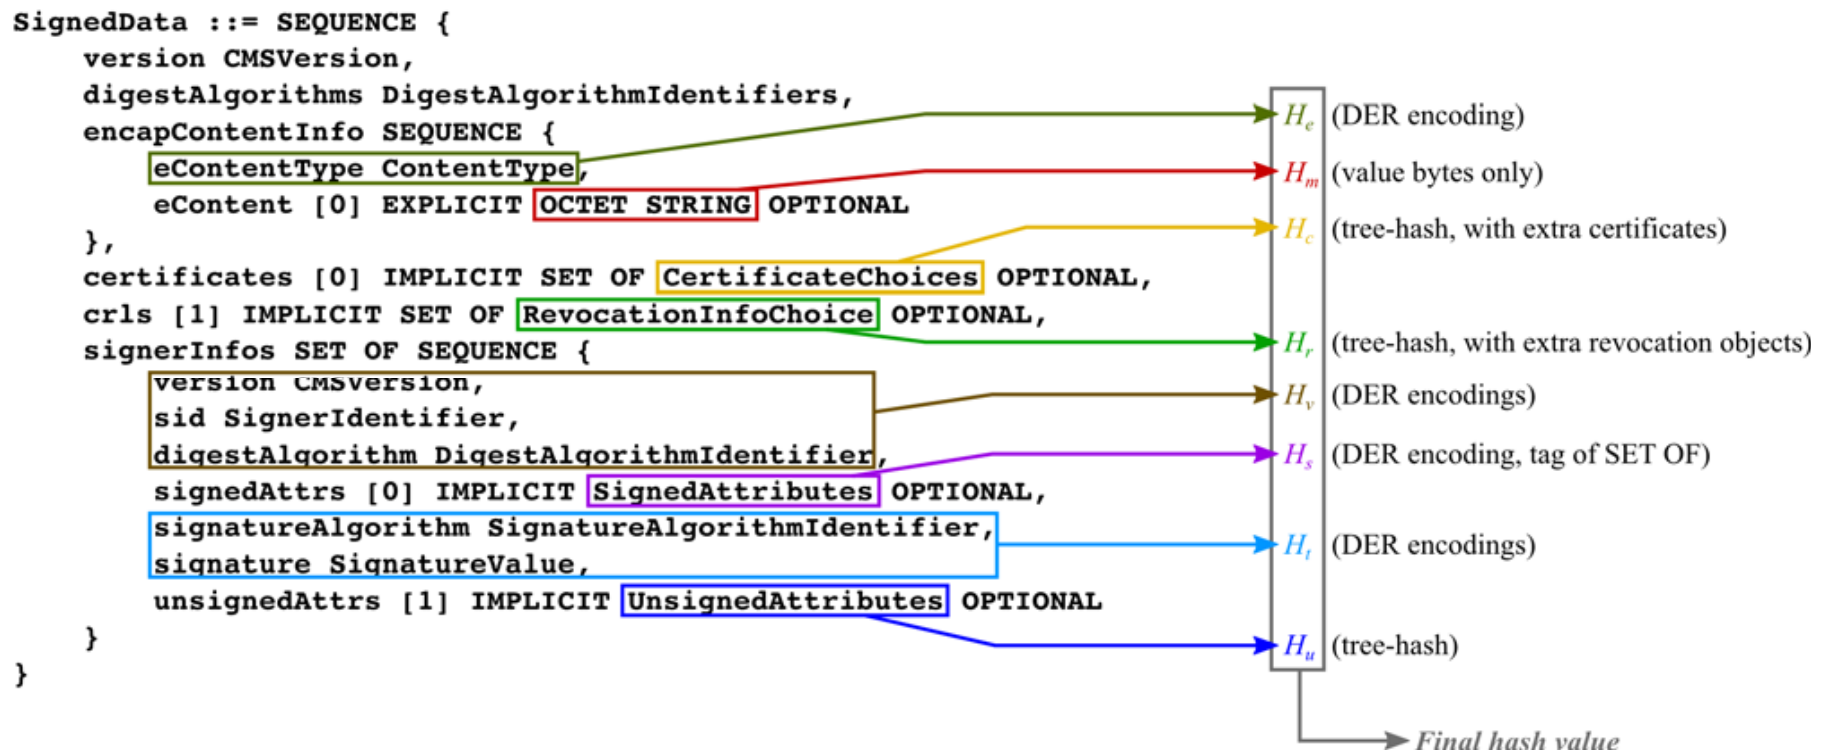 SignedData ::= SEQUENCE {
version CMSVersion,
digestAlgorithms DigestAlgorithmIdentifiers,
encapContentInfo SEQUENCE {
He (DER encoding)
eContentType ContentType,
Hm (value bytes only)
eContent [0] EXPLICIT OCTET STRING OPTIONAL
Hc (tree-hash, with extra certificates)
},
certificates [0] IMPLICIT SET OF CertificateChoices OPTIONAL,
crls [1] IMPLICIT SET OF RevocationInfoChoice OPTIONAL,
Hr (tree-hash, with extra revocation objects)
signerInfos SET OF SEQUENCE {
version CMSVersion,
Hv (DER encodings)
sid SignerIdentifier,
digestAlgorithm DigestAlgorithmIdentifier,
Hs (DER encoding, tag of SET OF)
signedAttrs [0] IMPLICIT SignedAttributes OPTIONAL,
signatureAlgorithm SignatureAlgorithmIdentifier,
Ht (DER encodings)
signature SignatureValue,
unsignedAttrs [1] IMPLICIT UnsignedAttributes OPTIONAL
}
Hu (tree-hash)
}
Final hash value